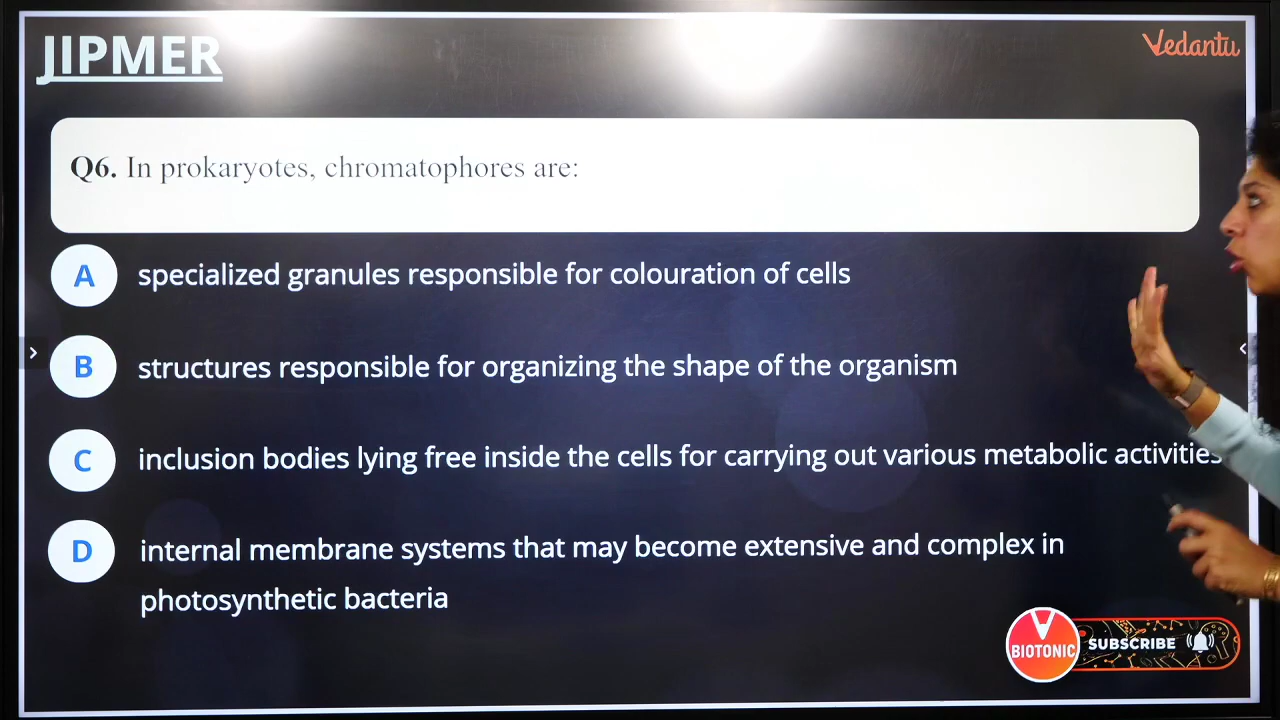 JIPMER
Vedantu
Q6. In prokaryotes, chromatophores are:
A specialized granules responsible for colouration of cells
B structures responsible for organizing the shape of the organism
C inclusion bodies lying free inside the cells for carrying out various metabolic activities
D internal membrane systems that may become extensive and complex in
photosynthetic bacteria
BIOTONIC SUBSCRIBE